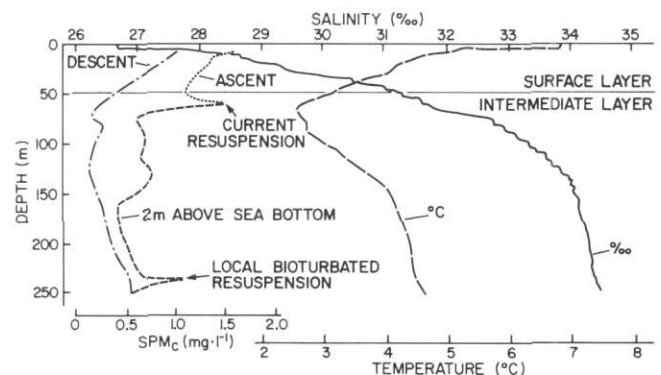 SALINITY (‰)
26 27 28 29 30 31 32 33 34 35
0
DESCENT
ASCENT
SURFACE LAYER
50
INTERMEDIATE LAYER
CURRENT
RESUSPENSION
100
DEPTH (m)
150
2m ABOVE SEA BOTTOM
°C
200
‰
LOCAL BIOTURBATED
RESUSPENSION
250
0 0.5 1.0 1.5 2.0
SPMC (mg·l⁻¹)
2 3 4 5 6 7 8
TEMPERATURE (°C)